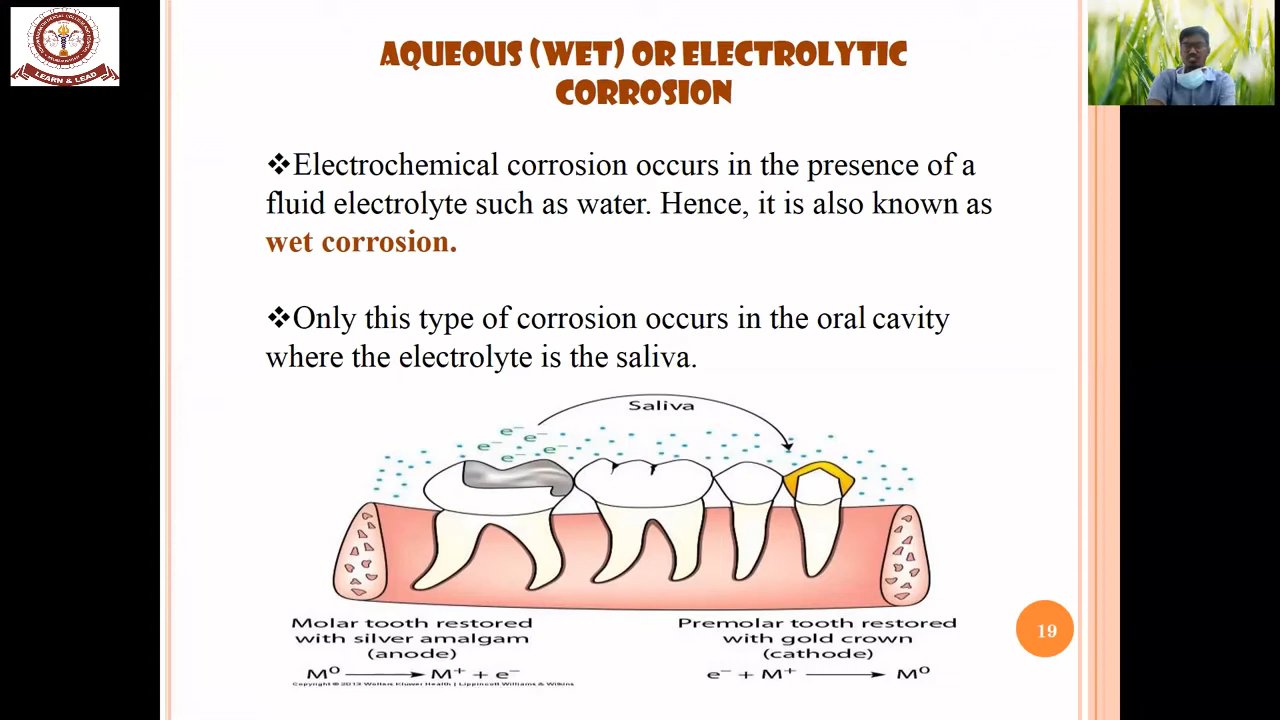 LEARN & LEAD
AQUEOUS (WET) OR ELECTROLYTIC
CORROSION
❖Electrochemical corrosion occurs in the presence of a
fluid electrolyte such as water. Hence, it is also known as
wet corrosion.
❖Only this type of corrosion occurs in the oral cavity
where the electrolyte is the saliva.
Saliva
e⁻
e⁻
e⁻
e⁻
e⁻
Molar tooth restored
with silver amalgam
(anode)
M⁰ ⟶ M⁺ + e⁻
Copyright © 2013 Wolters Kluwer Health | Lippincott Williams & Wilkins
Premolar tooth restored
with gold crown
(cathode)
e⁻ + M⁺ ⟶ M⁰
19